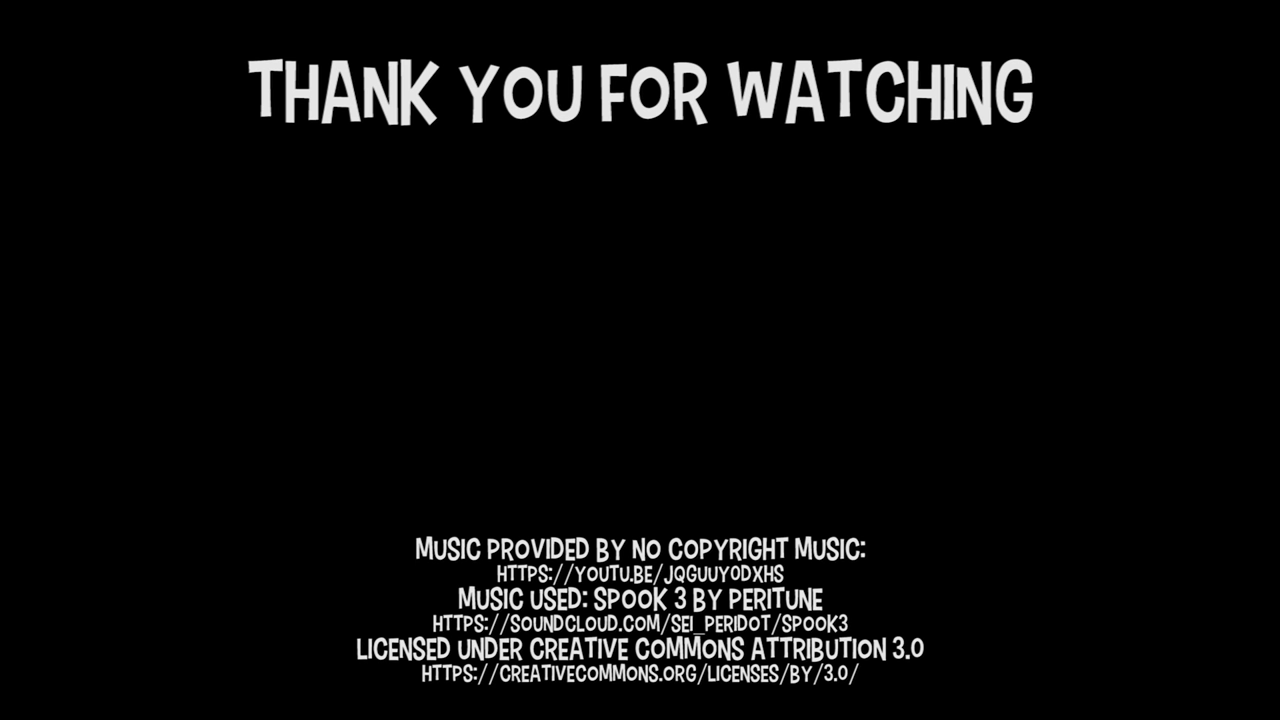 THANK YOU FOR WATCHING
MUSIC PROVIDED BY NO COPYRIGHT MUSIC:
HTTPS://YOUTU.BE/JQGUUYODXHS
MUSIC USED: SPOOK 3 BY PERITUNE
HTTPS://SOUNDCLOUD.COM/SEI_PERIDOT/SPOOK3
LICENSED UNDER CREATIVE COMMONS ATTRIBUTION 3.0
HTTPS://CREATIVECOMMONS.ORG/LICENSES/BY/3.0/